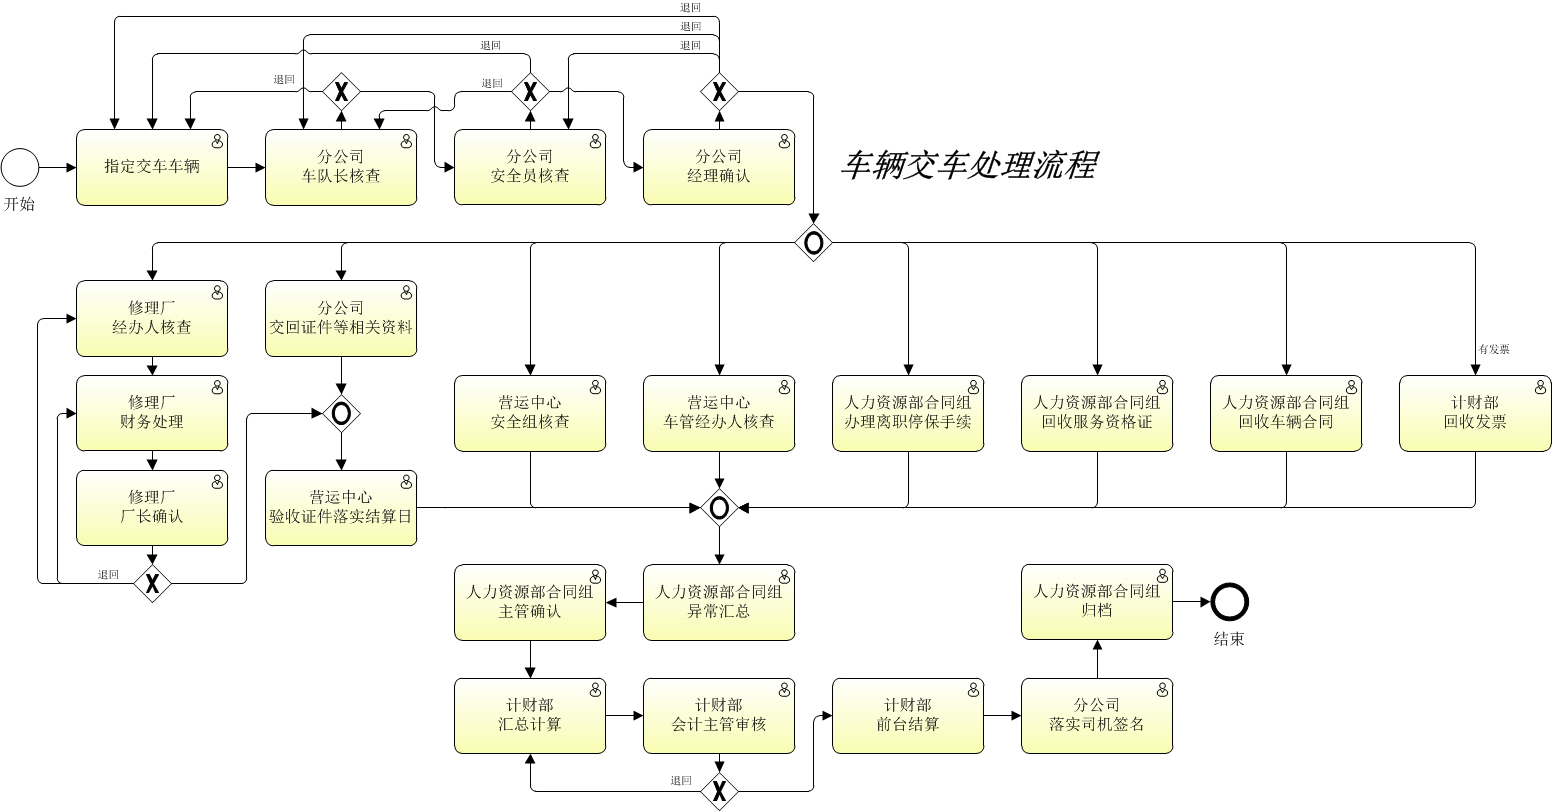 退回
退回
退回
退回
退回
退回
指定交车车辆
分公司
车队长核查
分公司
安全员核查
分公司
经理确认
车辆交车处理流程
开始
修理厂
经办人核查
分公司
交回证件等相关资料
有发票
修理厂
财务处理
营运中心
安全组核查
营运中心
车管经办人核查
人力资源部合同组
办理离职停保手续
人力资源部合同组
回收服务资格证
人力资源部合同组
回收车辆合同
计财部
回收发票
修理厂
厂长确认
营运中心
验收证件落实结算日
退回
人力资源部合同组
主管确认
人力资源部合同组
异常汇总
人力资源部合同组
归档
结束
计财部
汇总计算
计财部
会计主管审核
计财部
前台结算
分公司
落实司机签名
退回